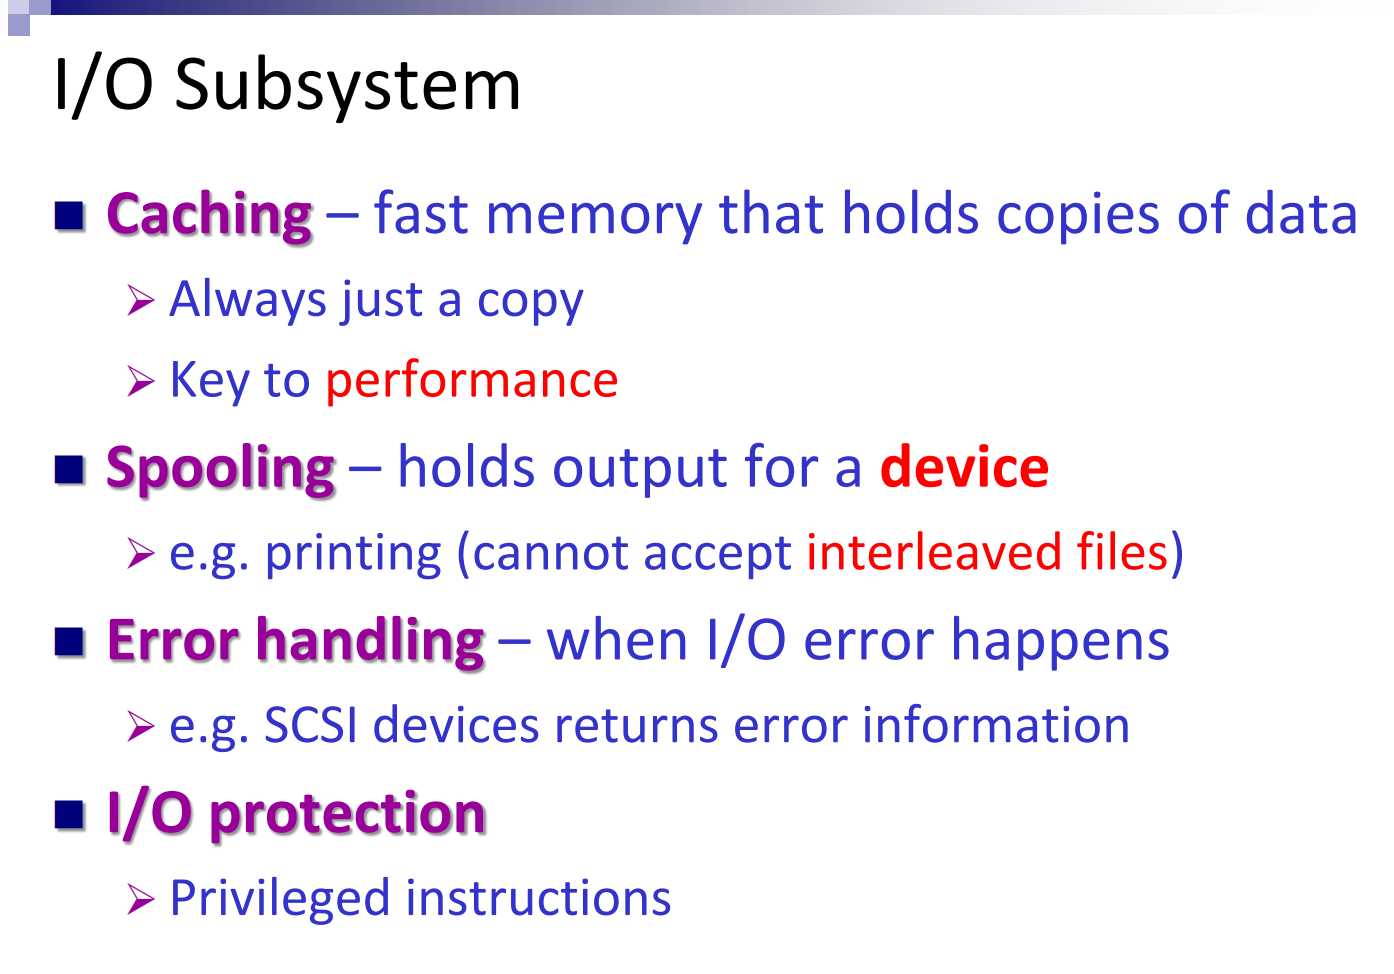 I/O Subsystem
Caching – fast memory that holds copies of data
Always just a copy
Key to performance
Spooling – holds output for a device
e.g. printing (cannot accept interleaved files)
Error handling – when I/O error happens
e.g. SCSI devices returns error information
I/O protection
Privileged instructions